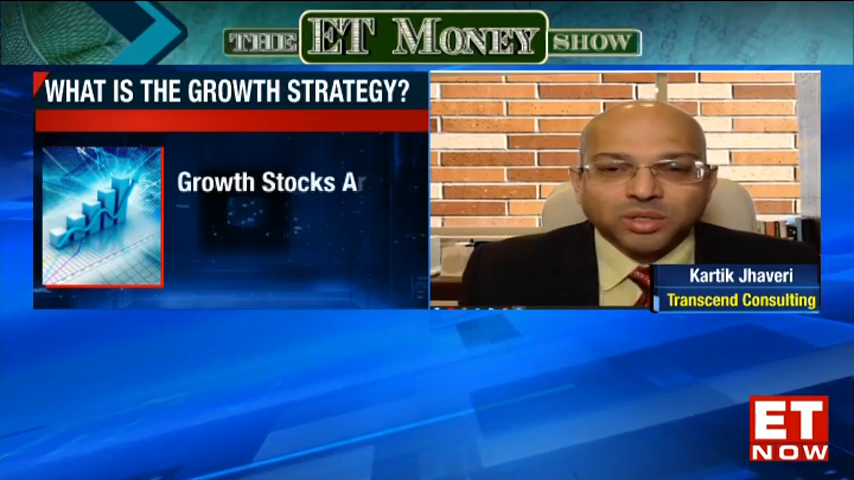 THE ET MONEY SHOW
WHAT IS THE GROWTH STRATEGY?
Growth Stocks Ar
Kartik Jhaveri
Transcend Consulting
ET
NOW